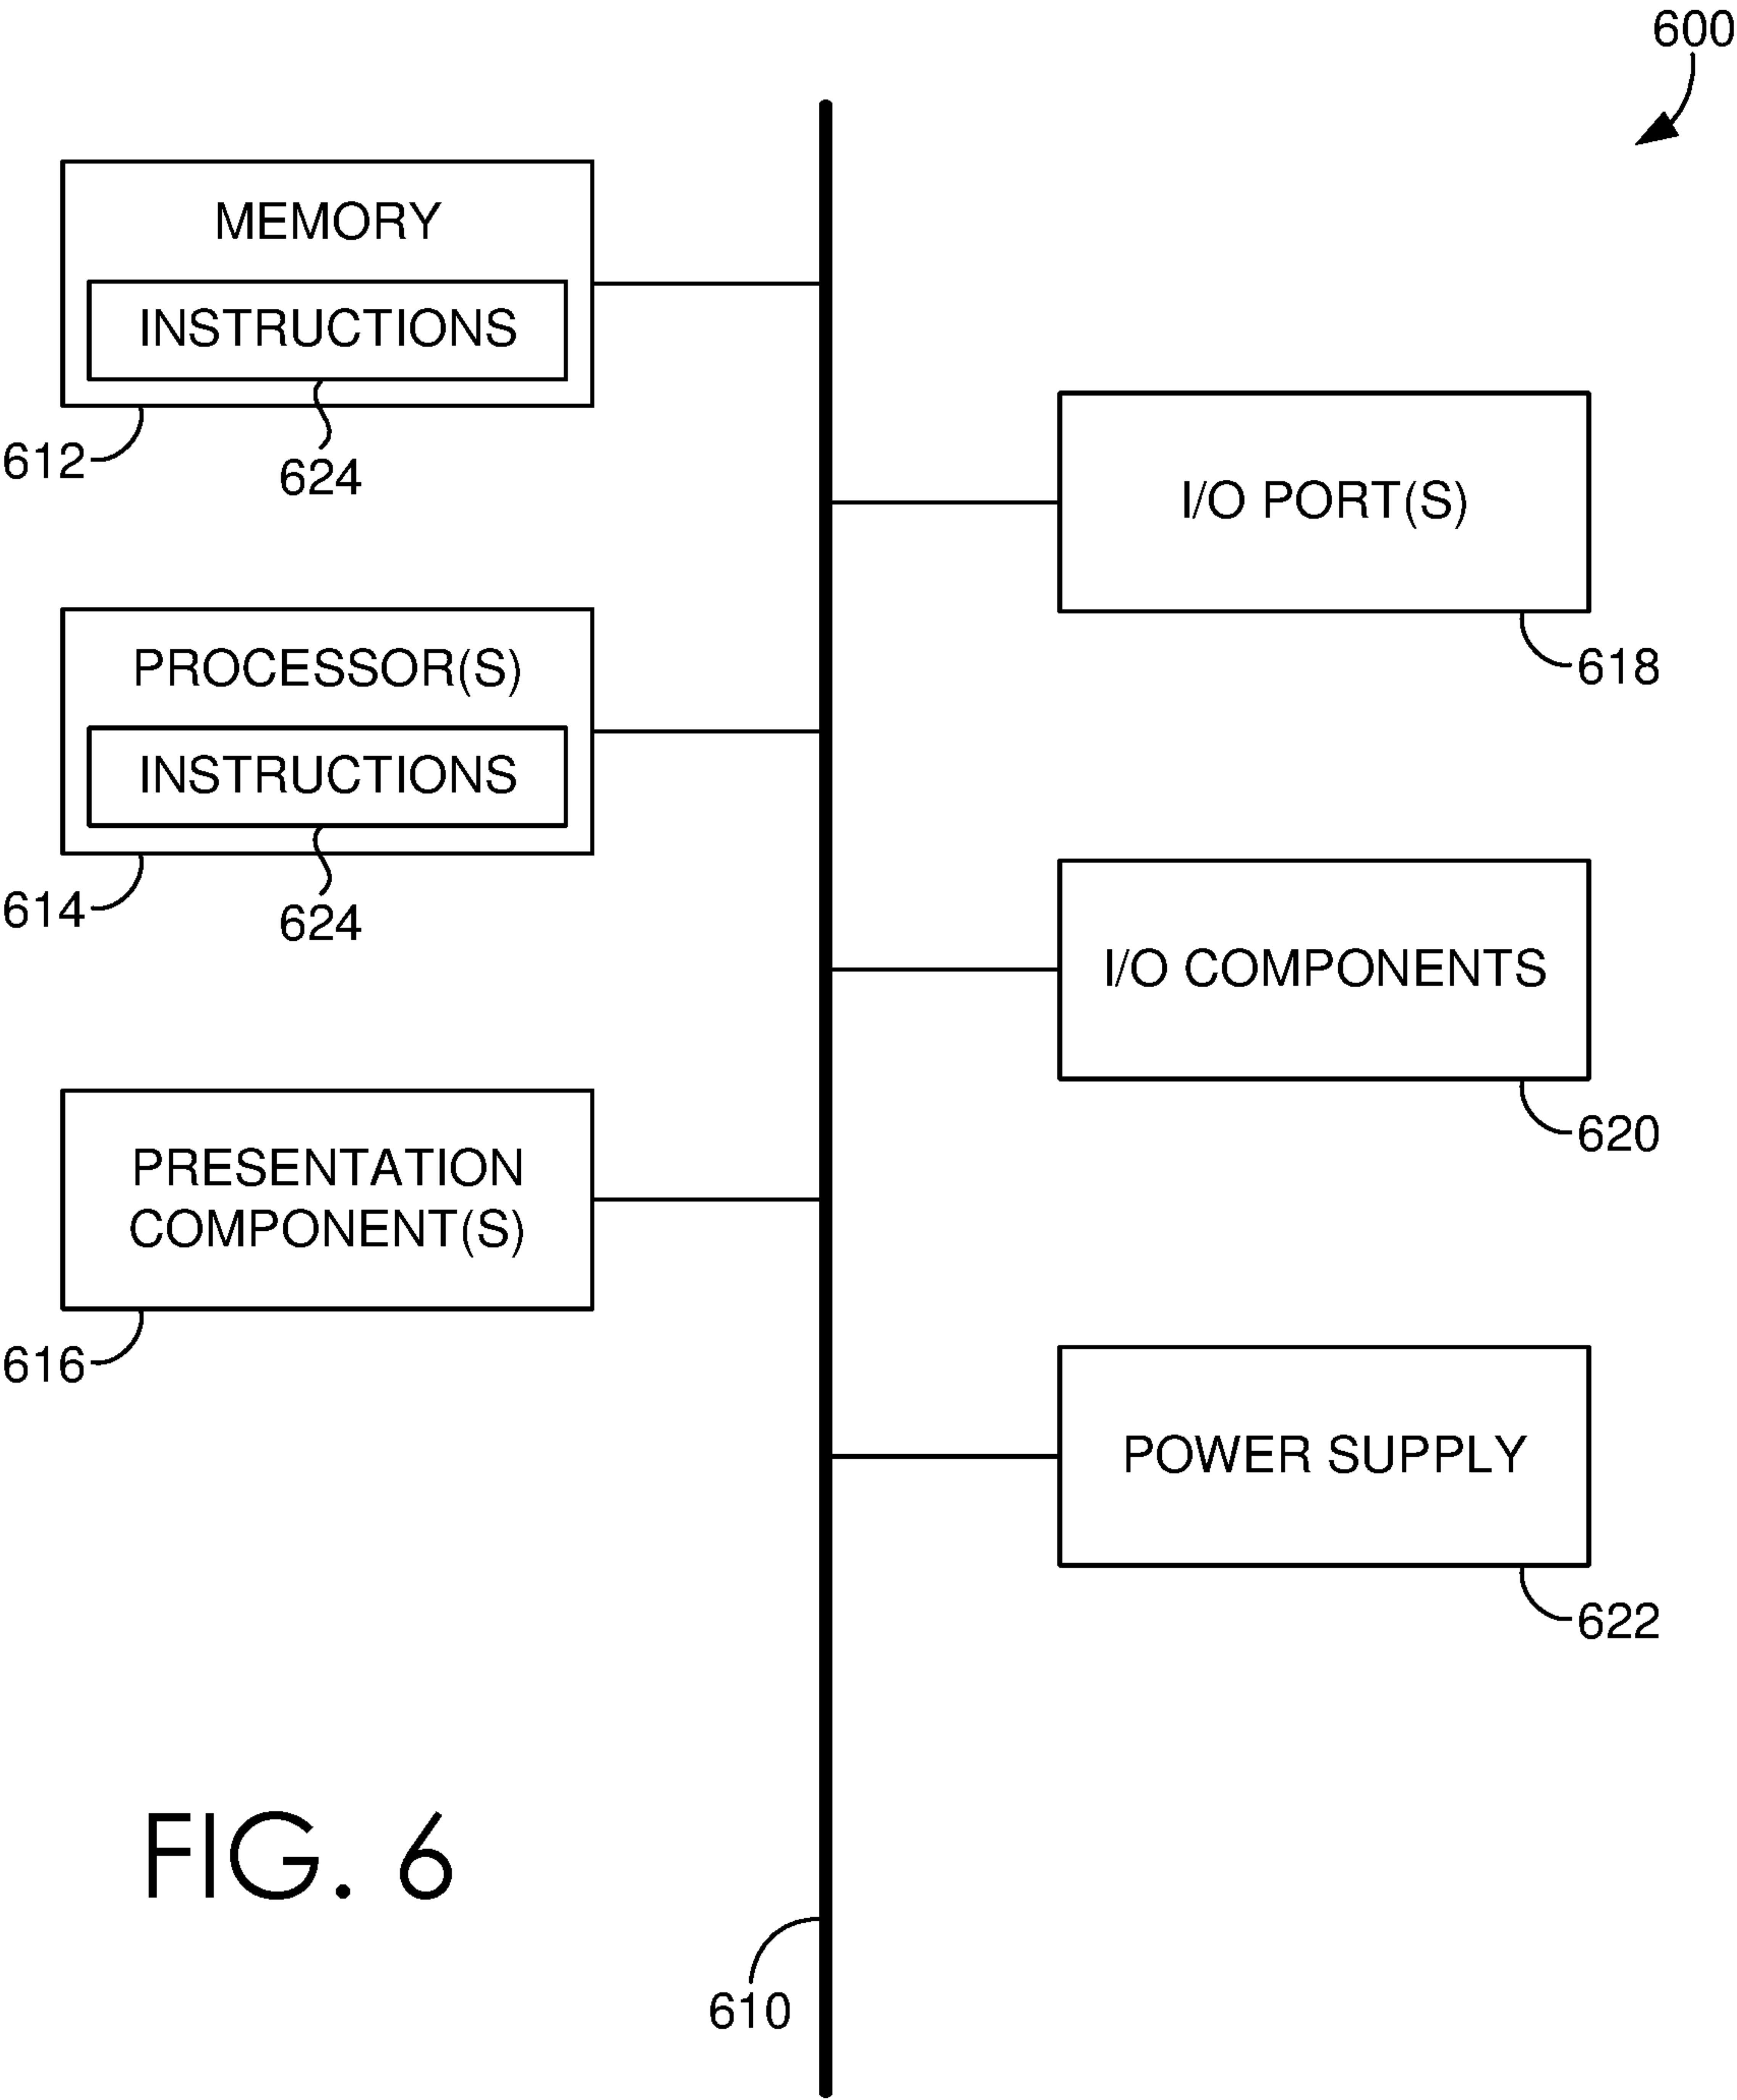 600
MEMORY
INSTRUCTIONS
612
624
I/O PORT(S)
618
PROCESSOR(S)
INSTRUCTIONS
614
624
I/O COMPONENTS
620
PRESENTATION
COMPONENT(S)
616
POWER SUPPLY
622
FIG. 6
610